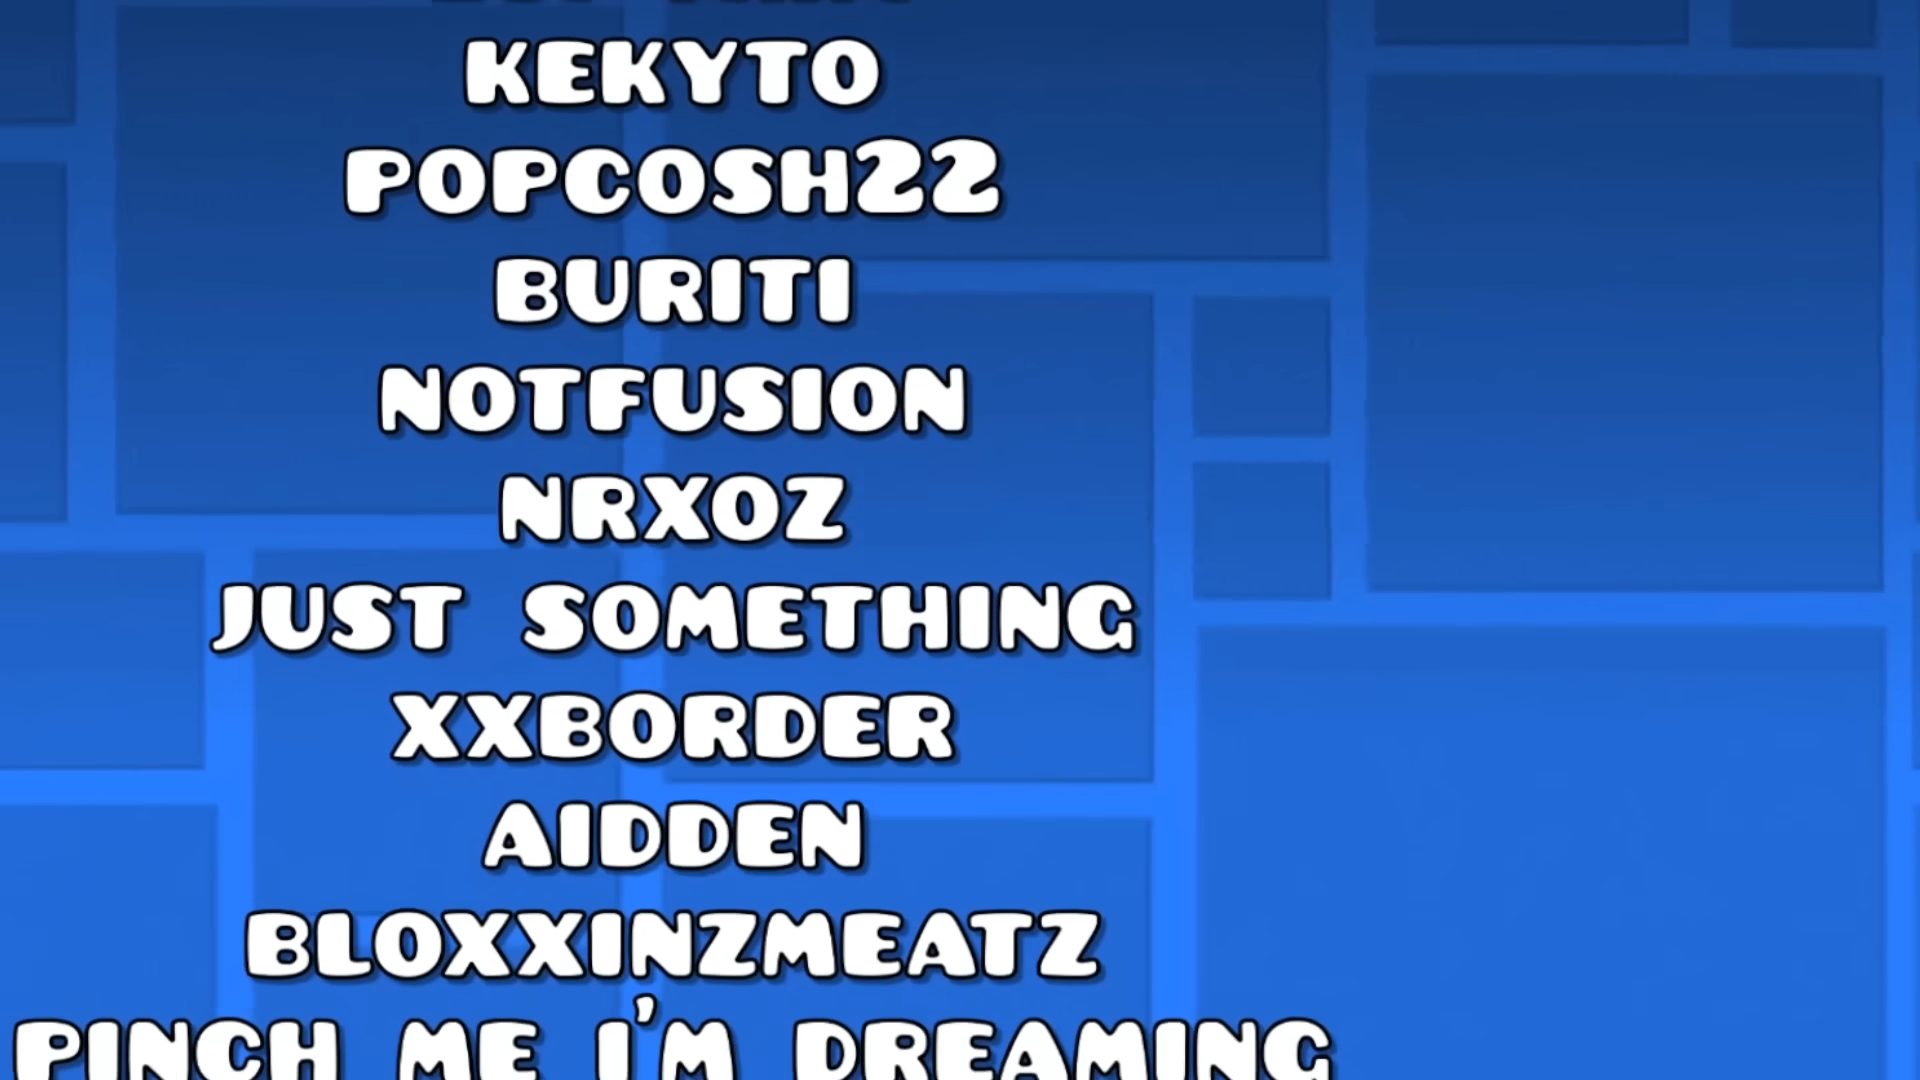 KEKYTO
POPCOSH22
BURITI
NOTFUSION
NRXOZ
JUST SOMETHING
XXBORDER
AIDDEN
BLOXXINZMEATZ
PINCH ME I'M DREAMING